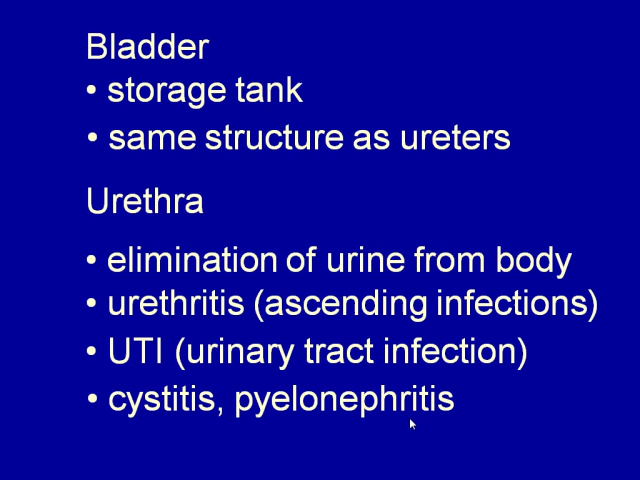 Bladder
• storage tank
• same structure as ureters
Urethra
• elimination of urine from body
• urethritis (ascending infections)
• UTI (urinary tract infection)
• cystitis, pyelonephritis